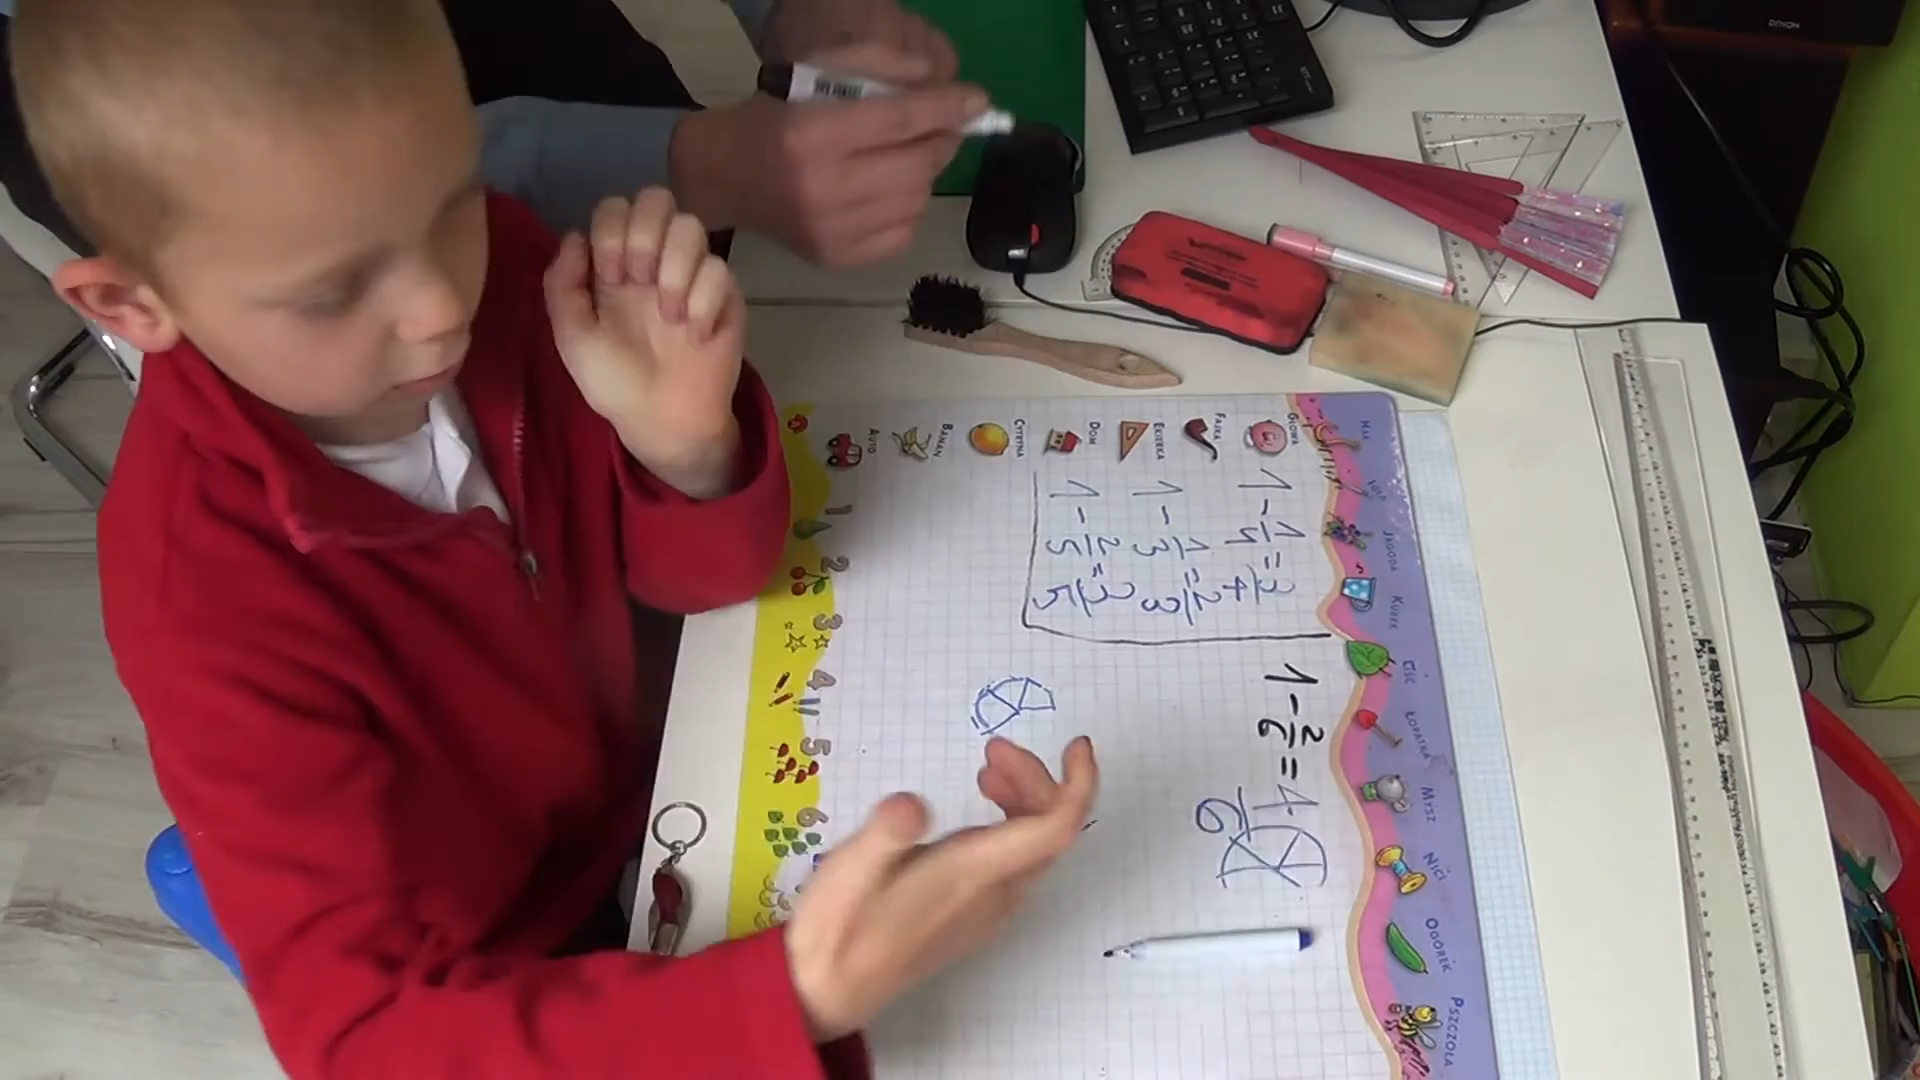 DENON
AUTO
BANAN
CYTRYNA
DOM
EKIERKA
FAJKA
GŁOWA
HAK
JAGODA
KUBEK
LIŚĆ
ŁOPATKA
MYSZ
NICI
OGÓREK
PSZCZOŁA
1 - 1/4 = 3/4
1 - 1/3 = 2/3
1 - 2/5 = 3/5
1 - 2/6 = 4/6
1
2
3
4
5
6